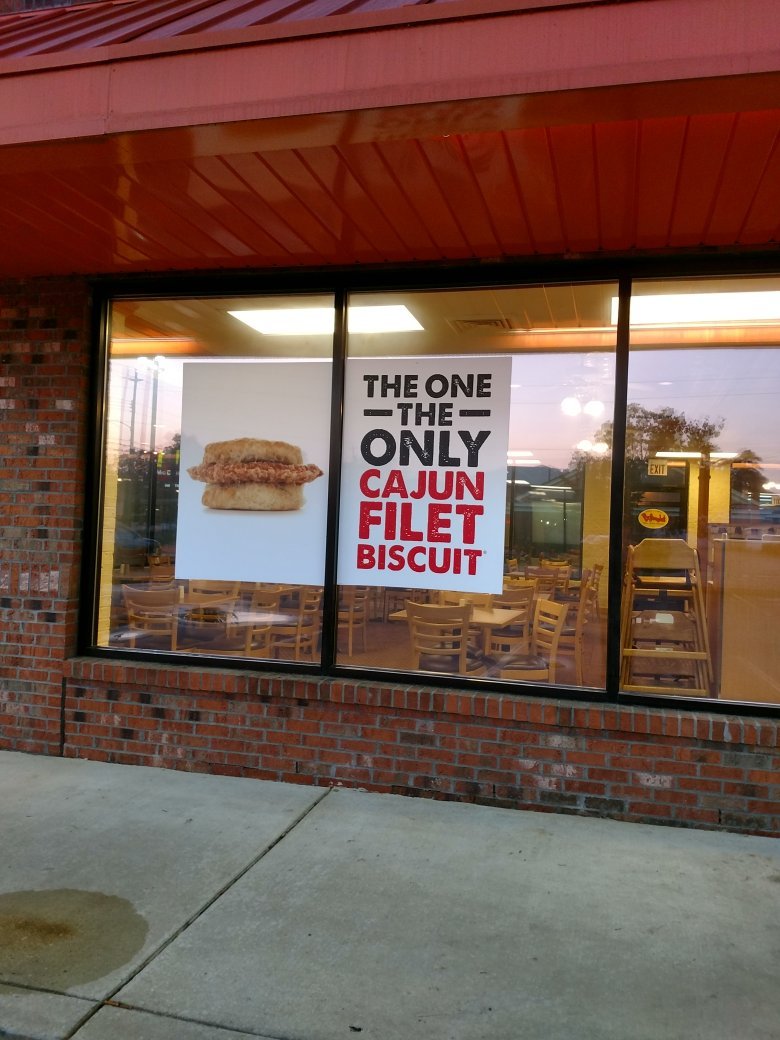 THE ONE
THE
ONLY
CAJUN
FILET
BISCUIT®
EXIT